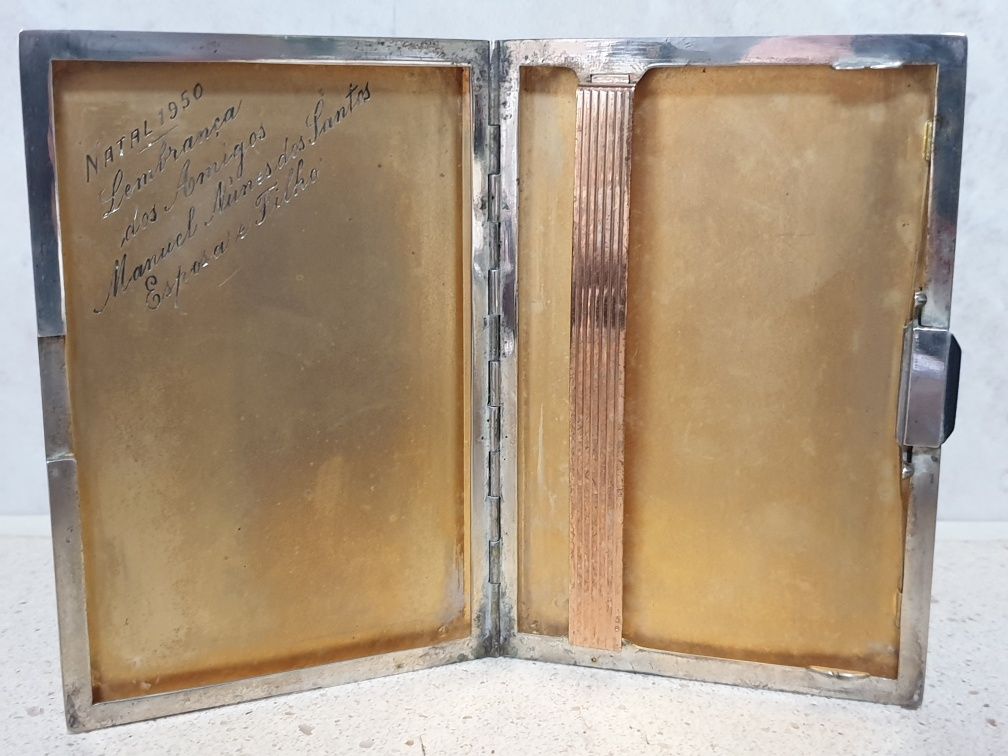 NATAL 1950
Lembrança
dos Amigos
Manuel Nunes dos Santos
Esposa e Filho